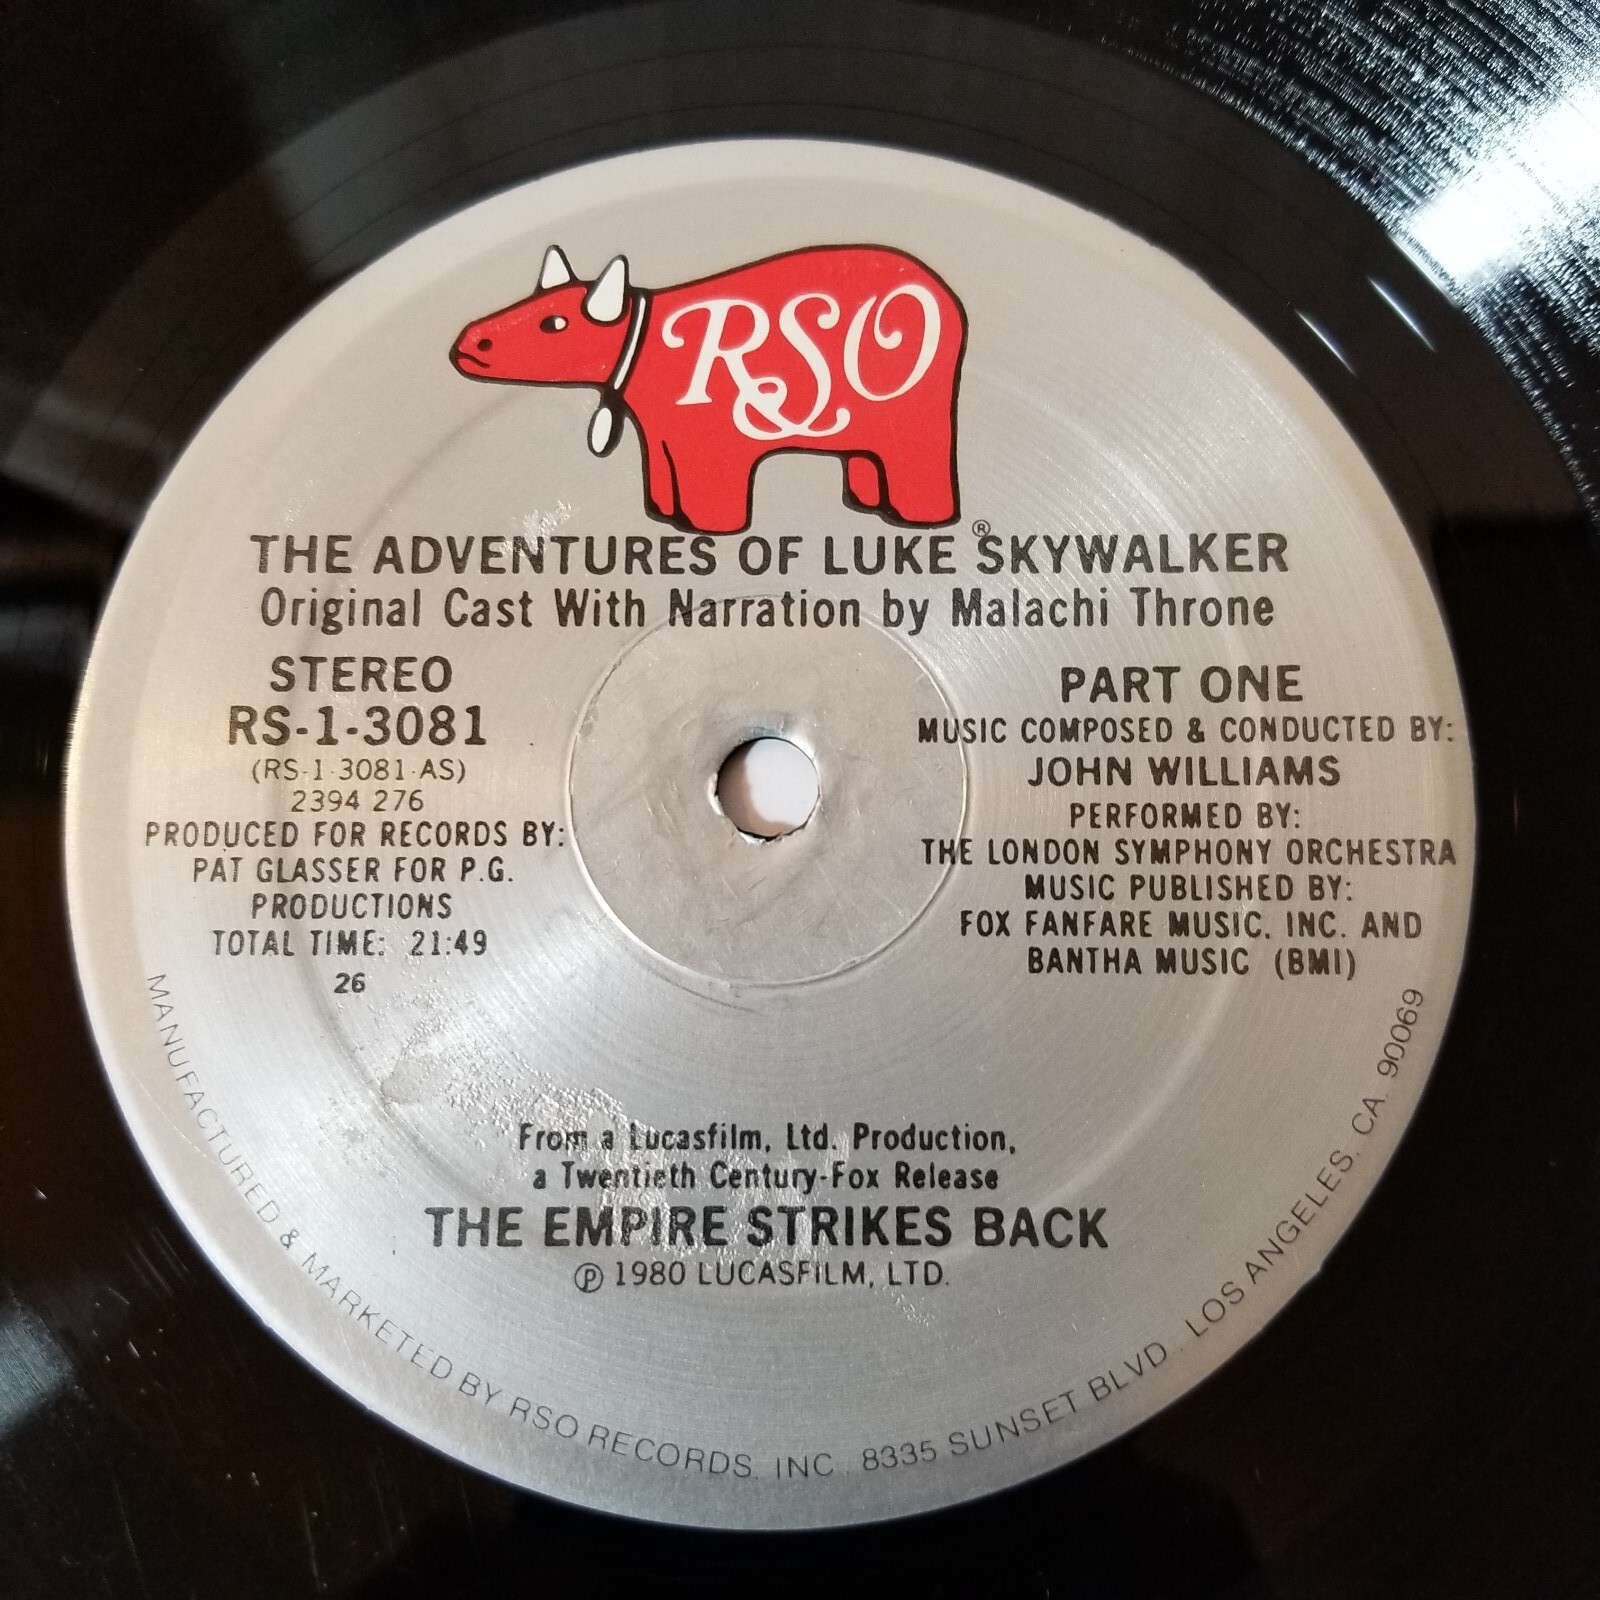 RSO
®
THE ADVENTURES OF LUKE SKYWALKER
Original Cast With Narration by Malachi Throne
STEREO
RS-1-3081
(RS-1-3081-AS)
2394 276
PRODUCED FOR RECORDS BY:
PAT GLASSER FOR P.G.
PRODUCTIONS
TOTAL TIME: 21:49
26
PART ONE
MUSIC COMPOSED & CONDUCTED BY:
JOHN WILLIAMS
PERFORMED BY:
THE LONDON SYMPHONY ORCHESTRA
MUSIC PUBLISHED BY:
FOX FANFARE MUSIC, INC. AND
BANTHA MUSIC (BMI)
From a Lucasfilm, Ltd. Production,
a Twentieth Century-Fox Release
THE EMPIRE STRIKES BACK
℗ 1980 LUCASFILM, LTD.
MANUFACTURED & MARKETED BY RSO RECORDS, INC., 8335 SUNSET BLVD., LOS ANGELES, CA. 90069